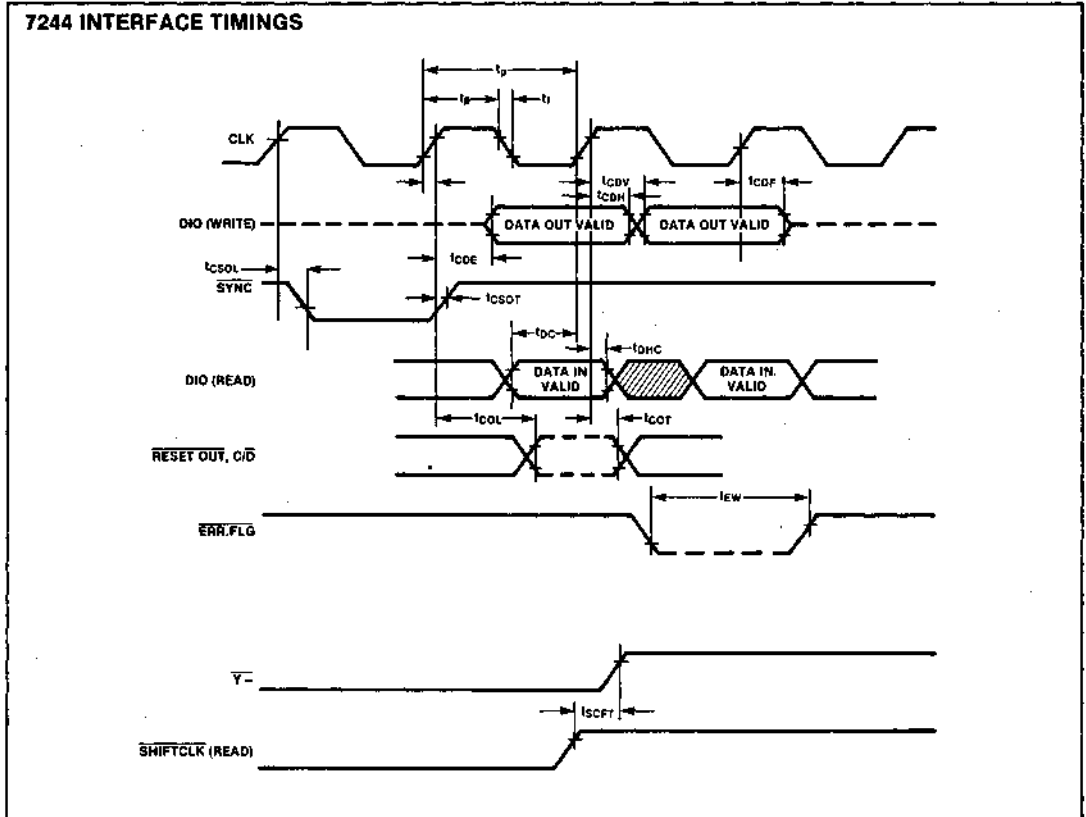 7244 INTERFACE TIMINGS
tp
tφ tf
CLK
tCDV tCDF
tCDH
DIO (WRITE) DATA OUT VALID DATA OUT VALID
tCDE
tCSOL
SYNC tCSOT
tDC
tDHC
DIO (READ) DATA IN VALID DATA IN VALID
tCOL tCOT
RESET OUT, C/D
tEW
ERR.FLG
Y–
tSCFT
SHIFTCLK (READ)